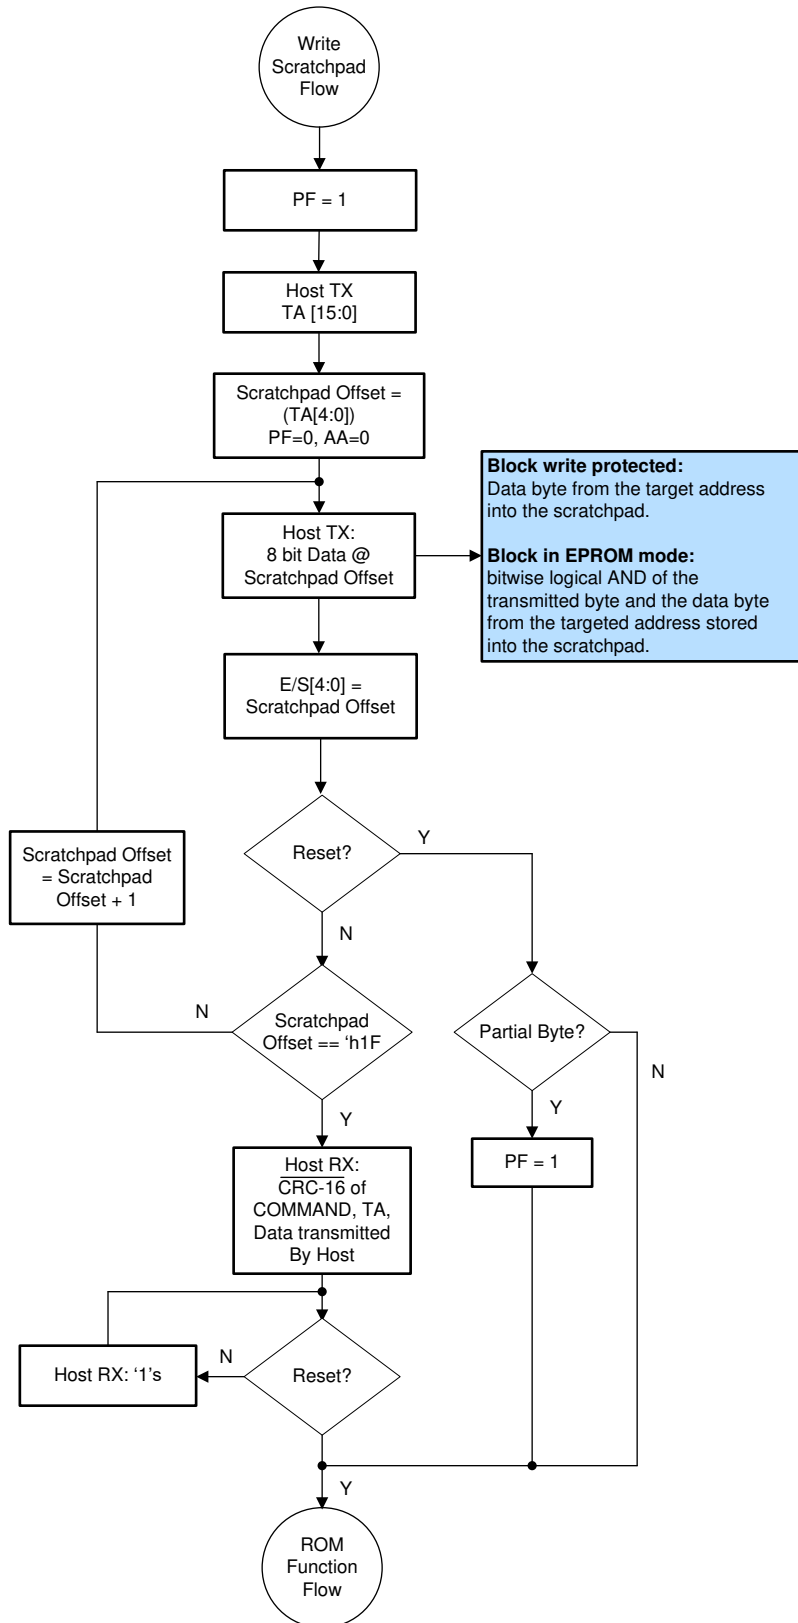 Write
Scratchpad
Flow
PF = 1
Host TX
TA [15:0]
Scratchpad Offset =
(TA[4:0])
PF=0, AA=0
Host TX:
8 bit Data @
Scratchpad Offset
Block write protected:
Data byte from the target address
into the scratchpad.
Block in EPROM mode:
bitwise logical AND of the
transmitted byte and the data byte
from the targeted address stored
into the scratchpad.
E/S[4:0] =
Scratchpad Offset
Reset?
Y
N
Scratchpad Offset
= Scratchpad
Offset + 1
N
Scratchpad
Offset == ‘h1F
Y
Partial Byte?
N
Y
PF = 1
Host RX:
CRC-16 of
COMMAND, TA,
Data transmitted
By Host
Host RX: ‘1’s
N
Reset?
Y
ROM
Function
Flow